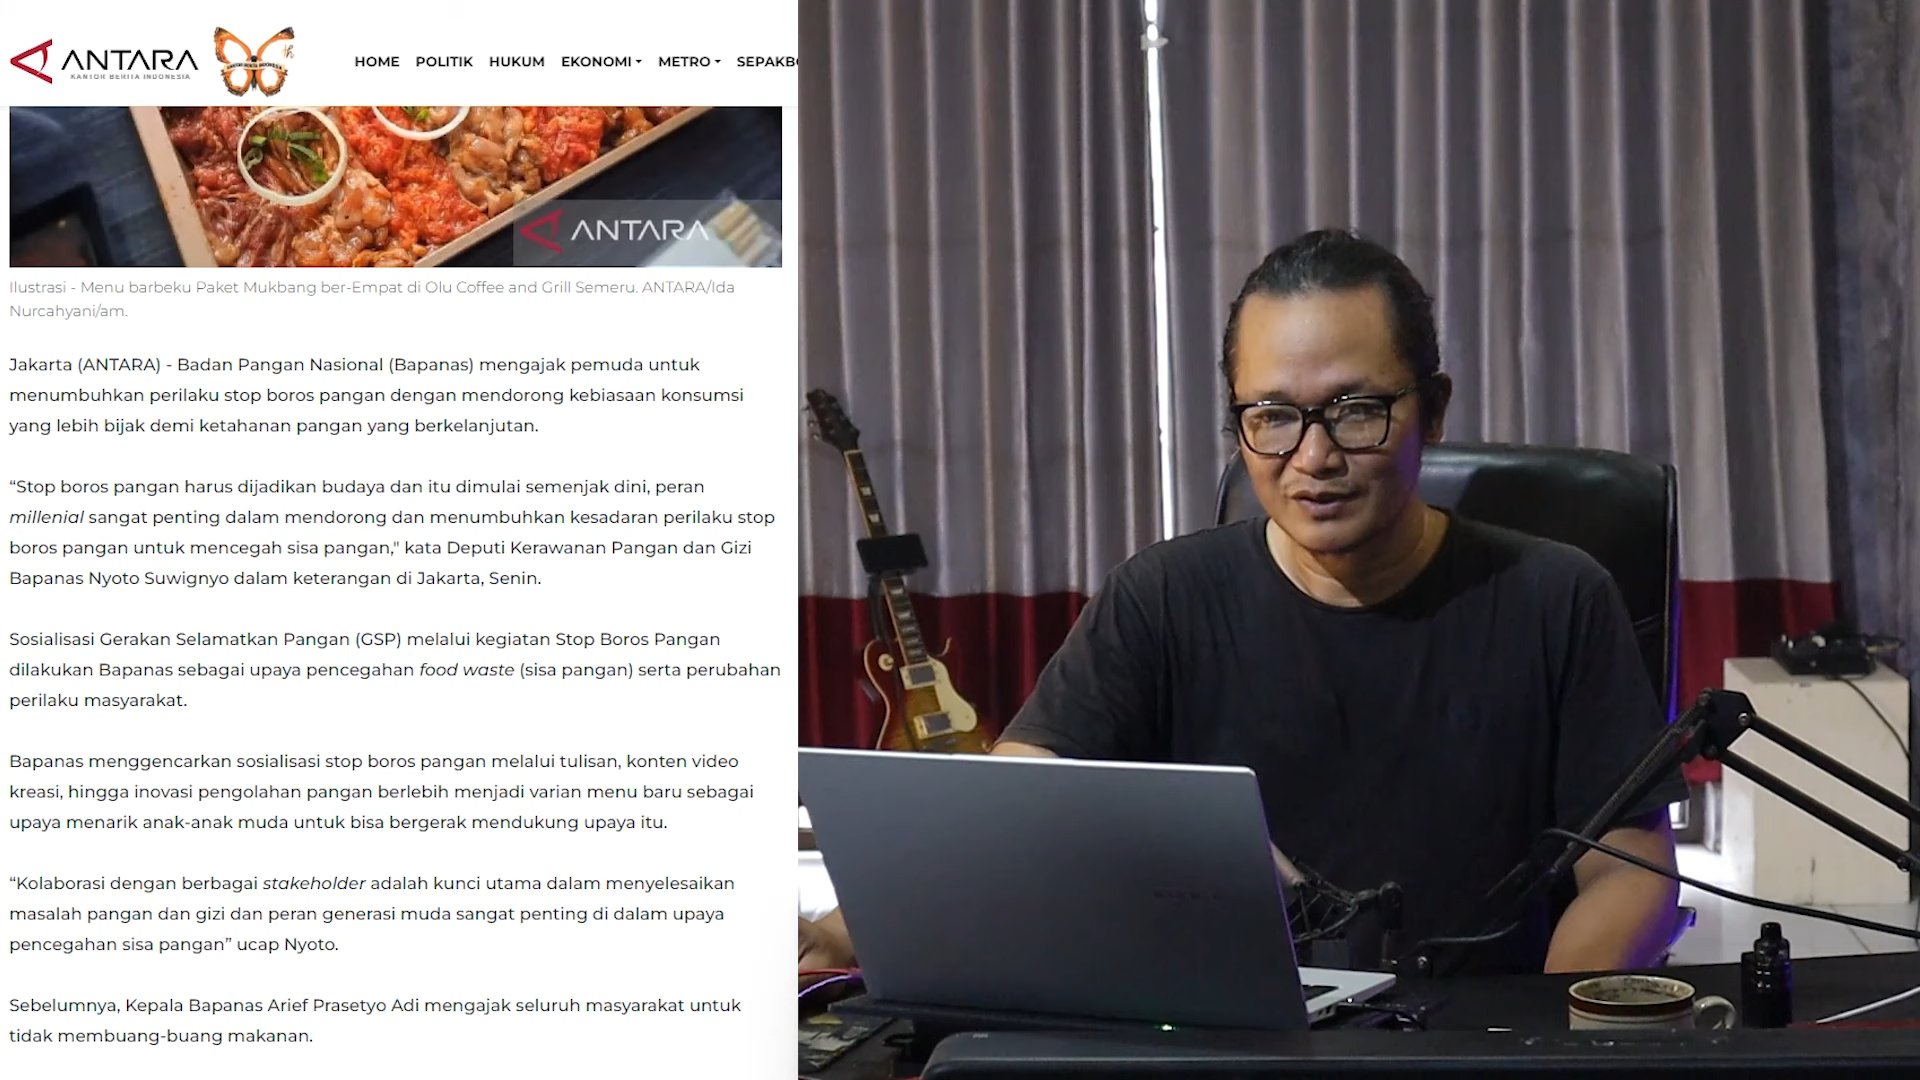 ANTARA
KANTOR BERITA INDONESIA
th
HOME POLITIK HUKUM EKONOMI METRO SEPAKBO
ANTARA
Ilustrasi - Menu barbeku Paket Mukbang ber-Empat di Olu Coffee and Grill Semeru. ANTARA/Ida
Nurcahyani/am.
Jakarta (ANTARA) - Badan Pangan Nasional (Bapanas) mengajak pemuda untuk
menumbuhkan perilaku stop boros pangan dengan mendorong kebiasaan konsumsi
yang lebih bijak demi ketahanan pangan yang berkelanjutan.
“Stop boros pangan harus dijadikan budaya dan itu dimulai semenjak dini, peran
millenial sangat penting dalam mendorong dan menumbuhkan kesadaran perilaku stop
boros pangan untuk mencegah sisa pangan," kata Deputi Kerawanan Pangan dan Gizi
Bapanas Nyoto Suwignyo dalam keterangan di Jakarta, Senin.
Sosialisasi Gerakan Selamatkan Pangan (GSP) melalui kegiatan Stop Boros Pangan
dilakukan Bapanas sebagai upaya pencegahan food waste (sisa pangan) serta perubahan
perilaku masyarakat.
Bapanas menggencarkan sosialisasi stop boros pangan melalui tulisan, konten video
kreasi, hingga inovasi pengolahan pangan berlebih menjadi varian menu baru sebagai
upaya menarik anak-anak muda untuk bisa bergerak mendukung upaya itu.
“Kolaborasi dengan berbagai stakeholder adalah kunci utama dalam menyelesaikan
masalah pangan dan gizi dan peran generasi muda sangat penting di dalam upaya
pencegahan sisa pangan” ucap Nyoto.
Sebelumnya, Kepala Bapanas Arief Prasetyo Adi mengajak seluruh masyarakat untuk
tidak membuang-buang makanan.